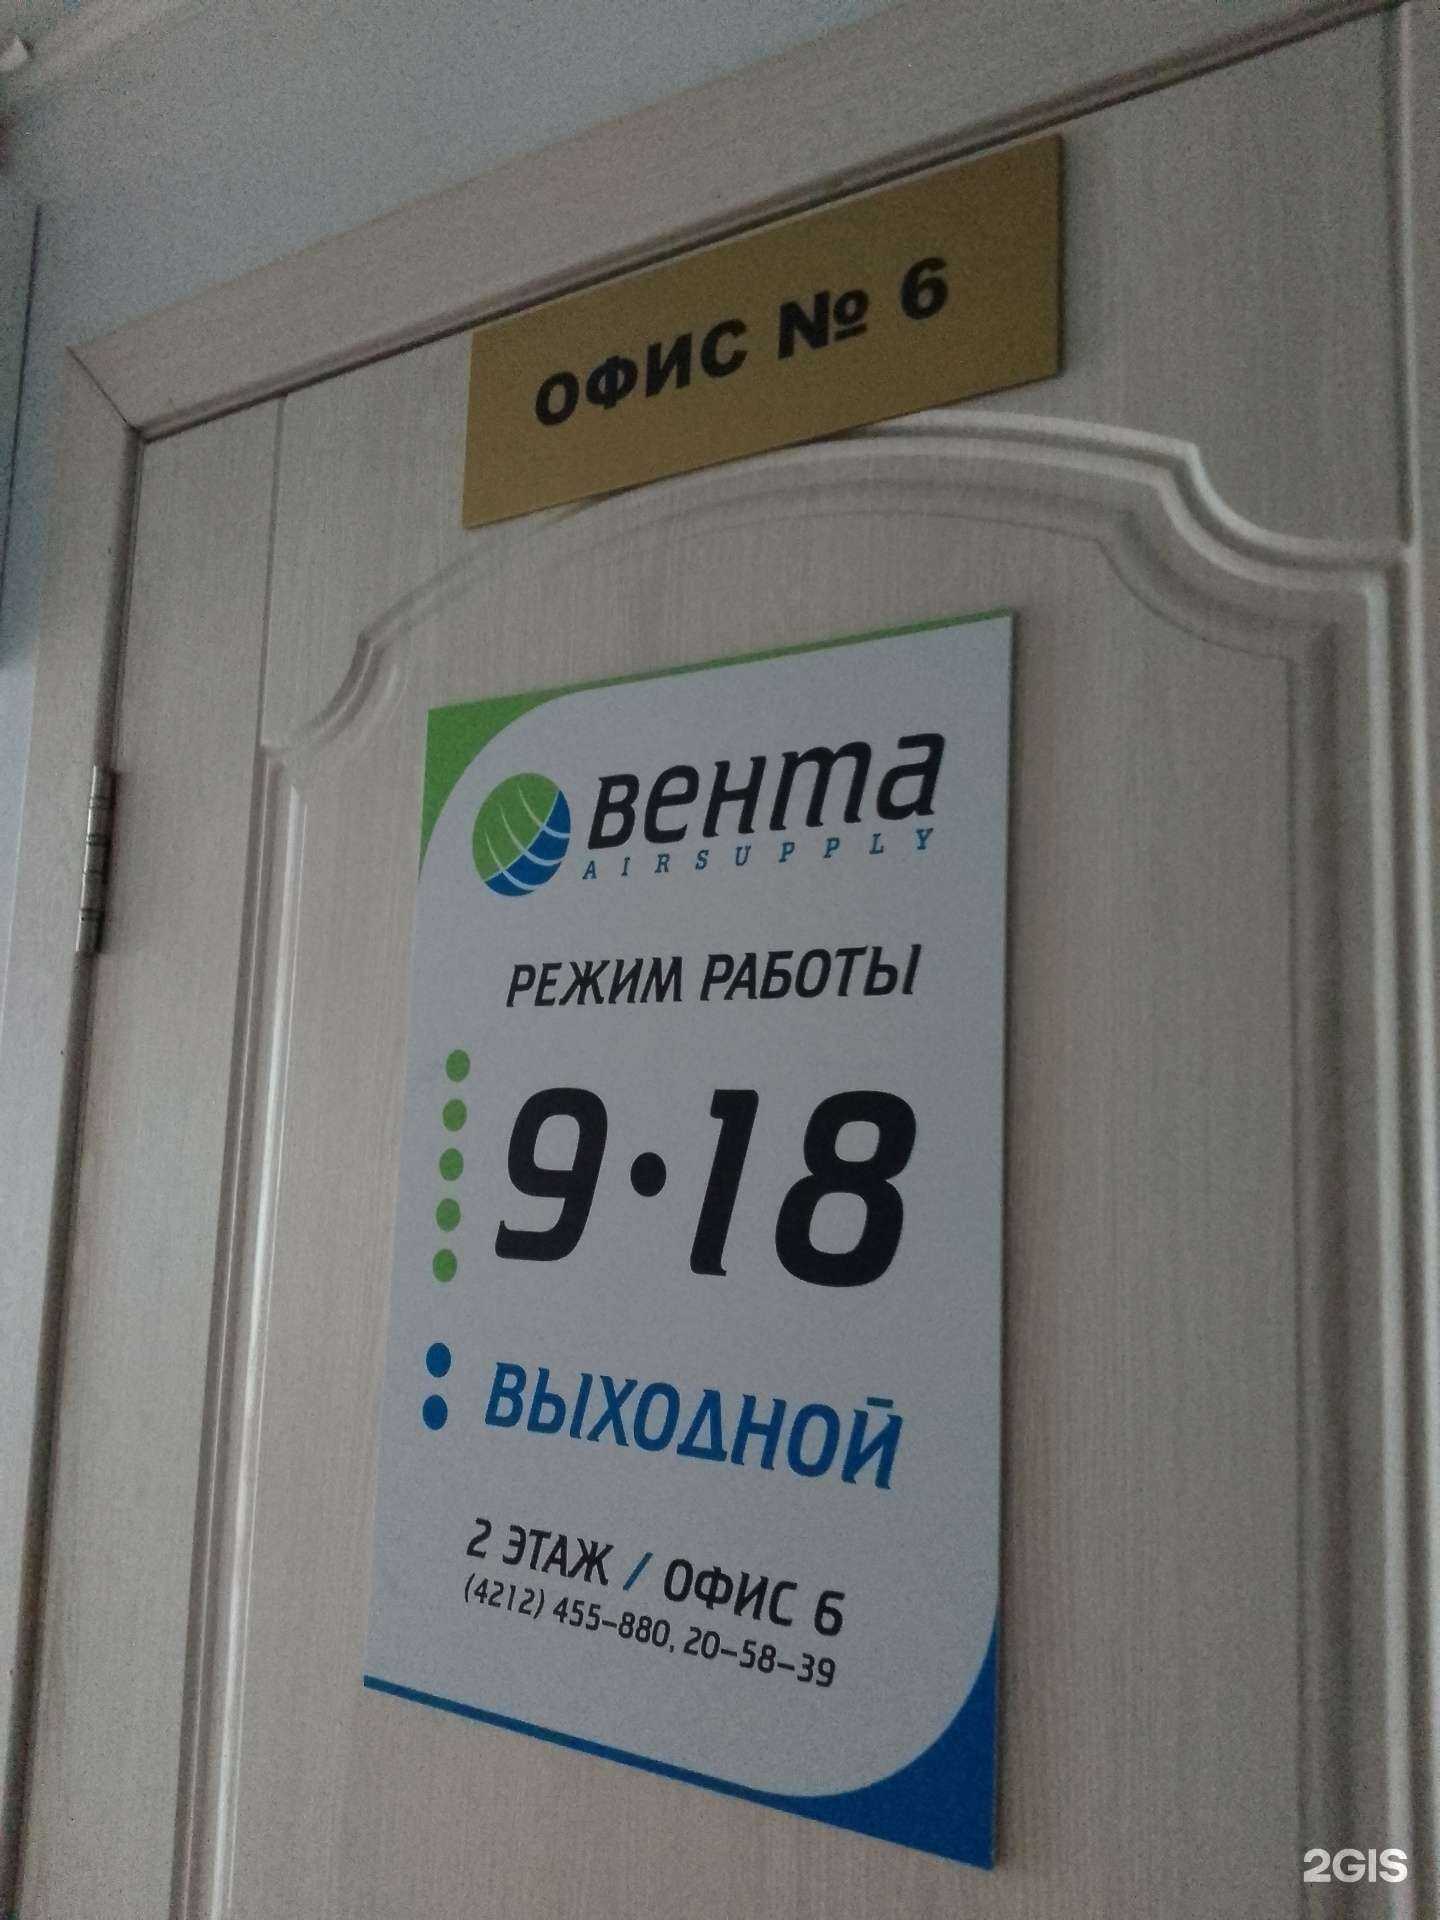 ОФИС № 6
Вента
AIRSUPPLY
РЕЖИМ РАБОТЫ
9·18
ВЫХОДНОЙ
2 ЭТАЖ / ОФИС 6
(4212) 455-880, 20-58-39
2GIS